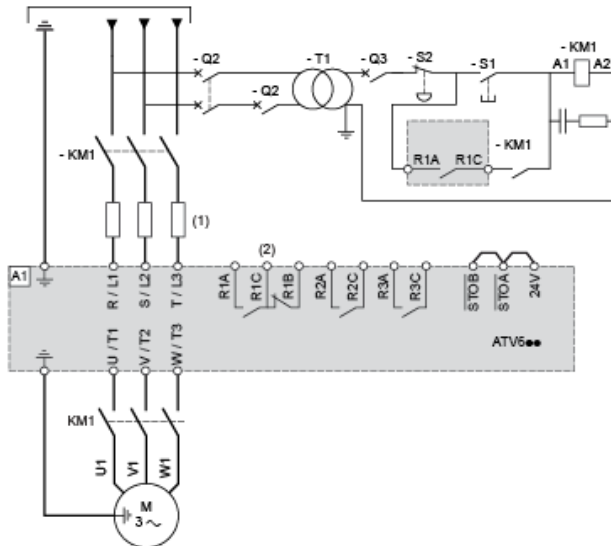 - Q2
- T1
- Q3
- S2
- S1
- KM1
A1
A2
- Q2
- KM1
R1A
R1C
- KM1
(1)
(2)
A1
R / L1
S / L2
T / L3
R1A
R1C
R1B
R2A
R2C
R3A
R3C
STOB
STOA
24V
U / T1
V / T2
W / T3
ATV6●●
KM1
U1
V1
W1
M
3 ~